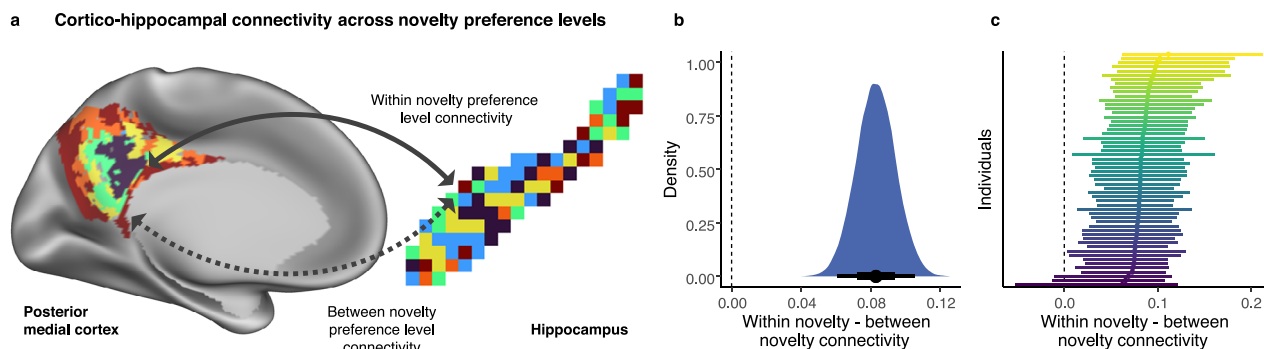 a
Cortico-hippocampal connectivity across novelty preference levels
Within novelty preference
level connectivity
Posterior
medial cortex
Between novelty
preference level
connectivity
Hippocampus
b
1.00
0.75
0.50
0.25
0.00
Density
0.00
0.04
0.08
0.12
Within novelty - between
novelty connectivity
c
Individuals
0.0
0.1
0.2
Within novelty - between
novelty connectivity